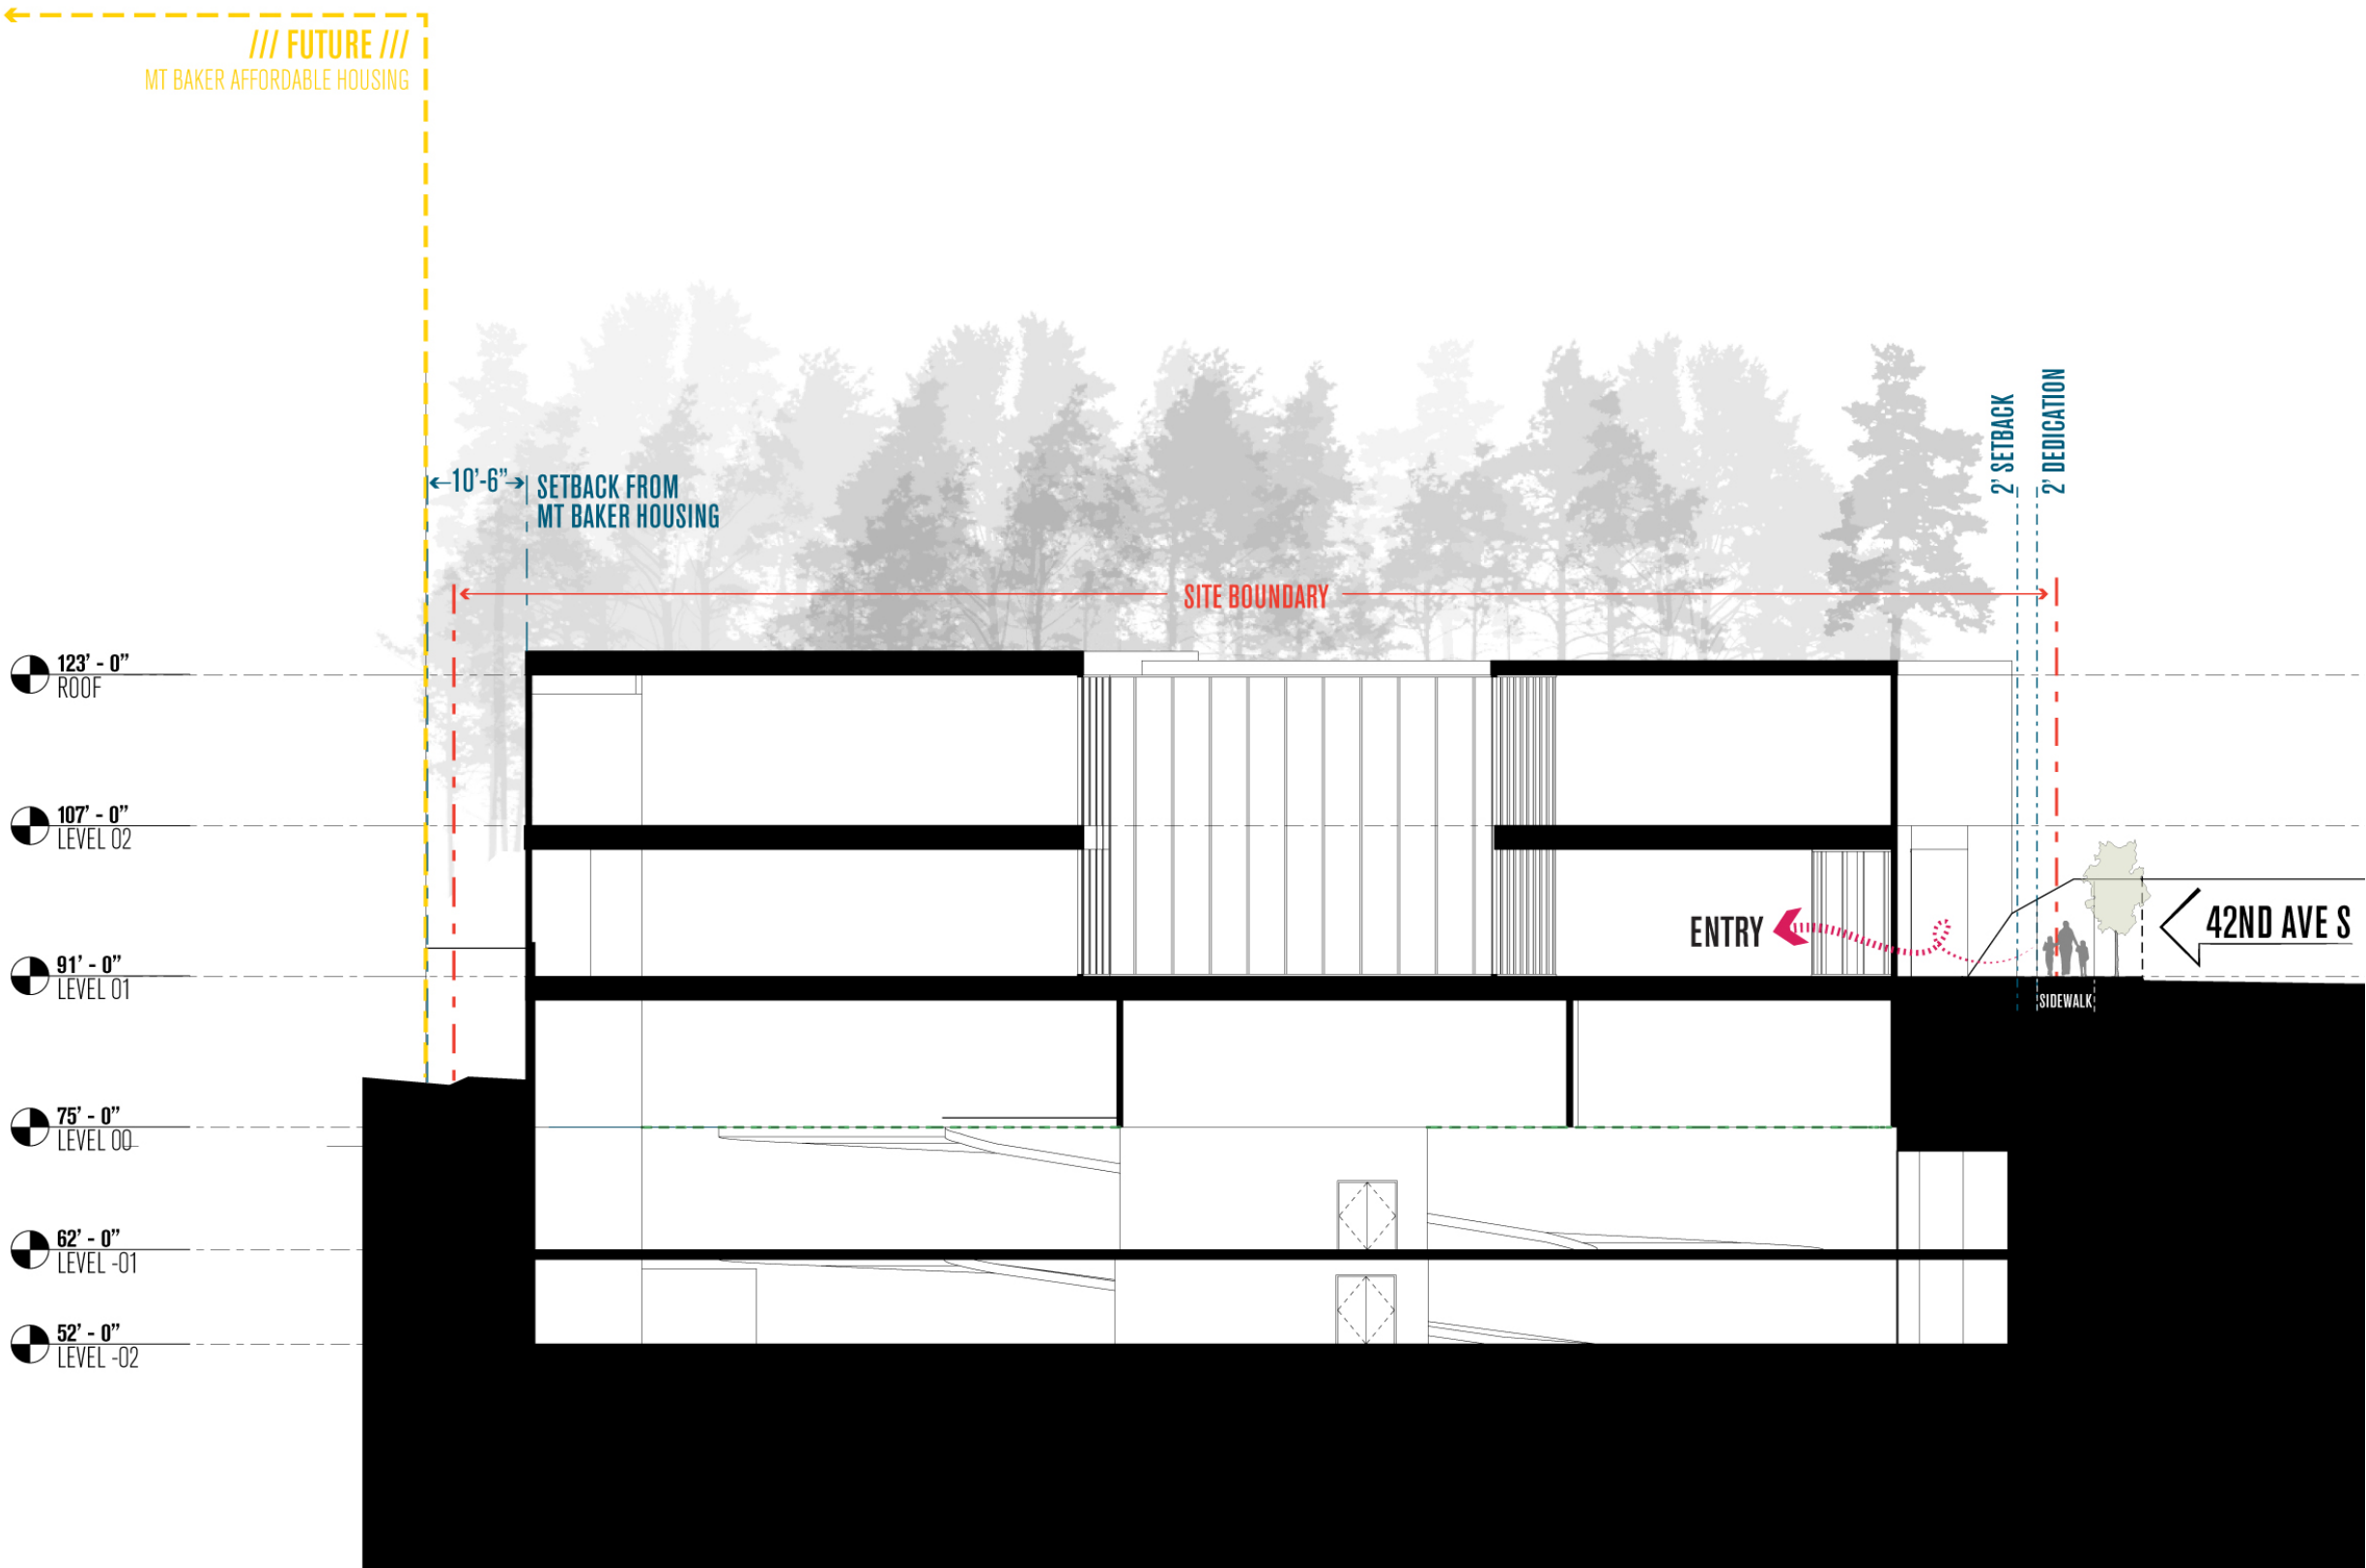 /// FUTURE ///
MT BAKER AFFORDABLE HOUSING
2’ SETBACK
2’ DEDICATION
10’-6”
SETBACK FROM
MT BAKER HOUSING
SITE BOUNDARY
123’ - 0”
ROOF
107’ - 0”
LEVEL 02
ENTRY
42ND AVE S
91’ - 0”
LEVEL 01
SIDEWALK
75’ - 0”
LEVEL 00
62’ - 0”
LEVEL -01
52’ - 0”
LEVEL -02